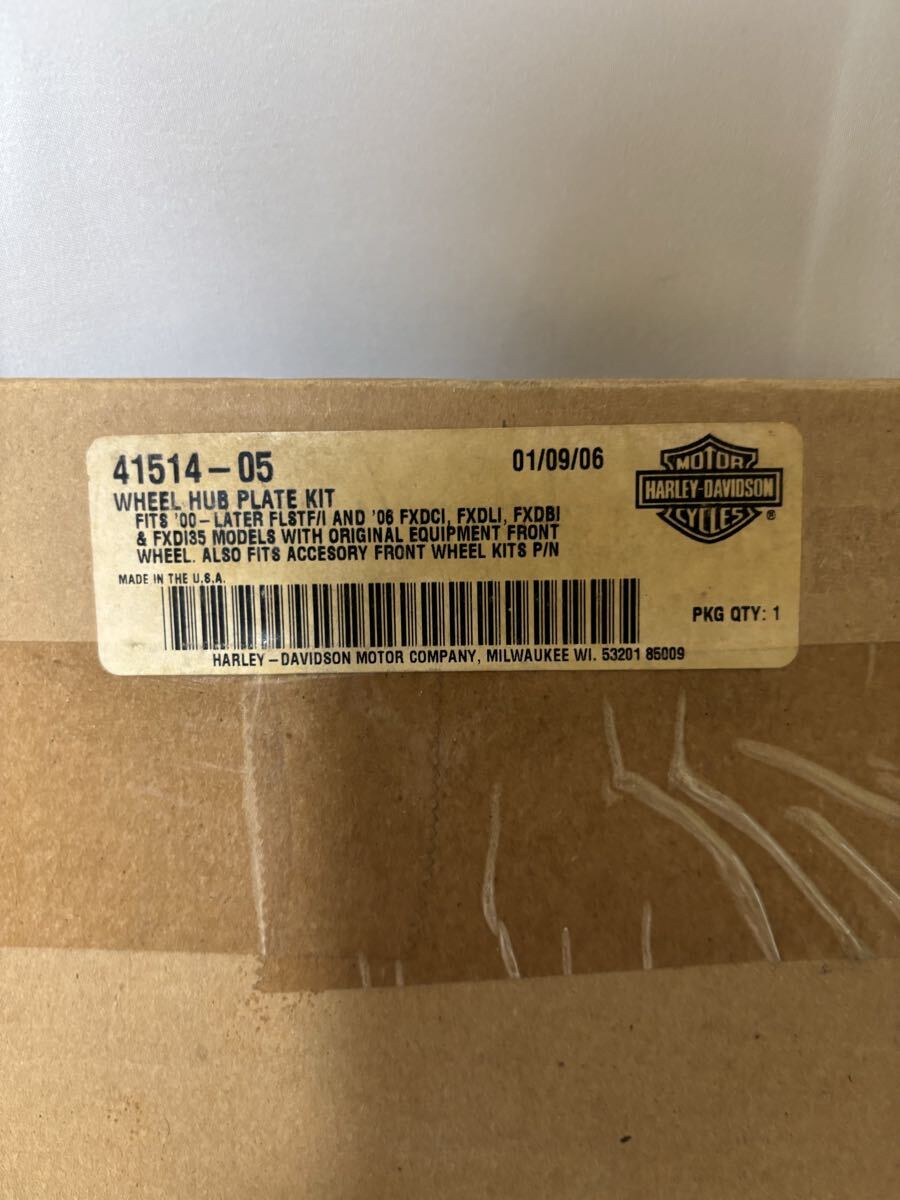 41514-05 01/09/06
MOTOR
HARLEY-DAVIDSON
CYCLES ®
WHEEL HUB PLATE KIT
FITS '00-LATER FLSTF/I AND '06 FXDCI, FXDLI, FXDBI
& FXDI35 MODELS WITH ORIGINAL EQUIPMENT FRONT
WHEEL. ALSO FITS ACCESORY FRONT WHEEL KITS P/N
MADE IN THE U.S.A.
PKG QTY: 1
HARLEY-DAVIDSON MOTOR COMPANY, MILWAUKEE WI. 53201 85009